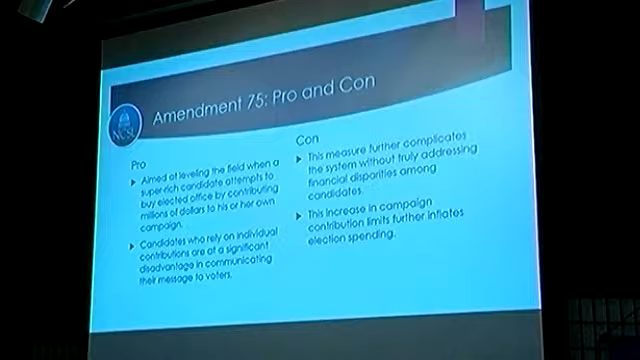 Amendment 75: Pro and Con
NCSL
Pro
Aimed at leveling the field when a
super-rich candidate attempts to
buy elected office by contributing
millions of dollars to his or her own
campaign.
Candidates who rely on individual
contributions are at a significant
disadvantage in communicating
their message to voters.
Con
This measure further complicates
the system without truly addressing
financial disparities among
candidates.
This increase in campaign
contribution limits further inflates
election spending.